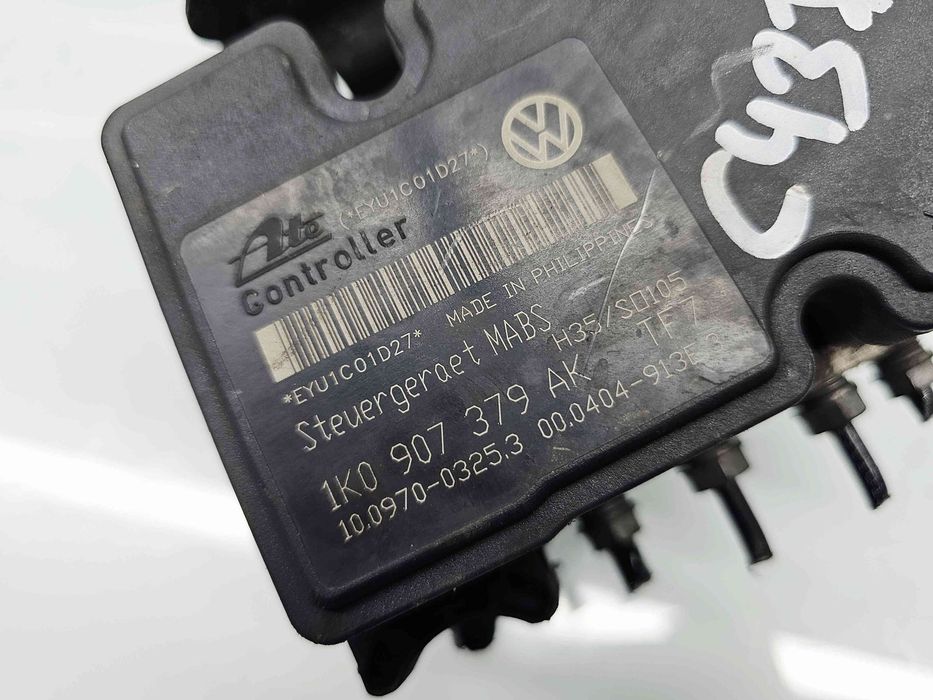 (*EYU1C01D27*)
Ate
Controller
*EYU1C01D27* MADE IN PHILIPPINES
Steuergeraet MABS H35/S0105
1K0 907 379 AK TF7
10.0970-0325.3 00.0404-913E.3